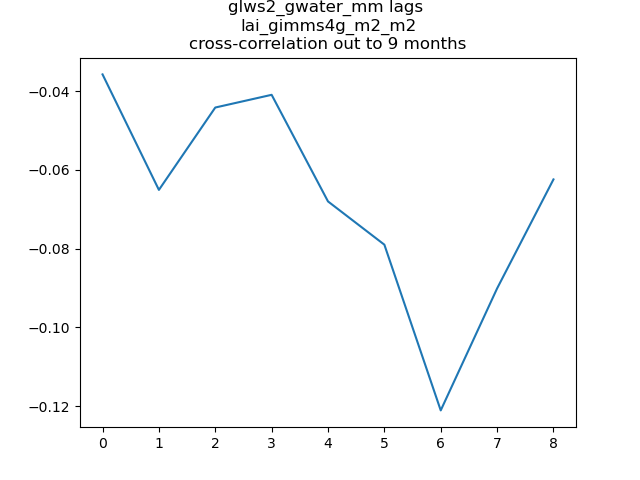 glws2_gwater_mm lags
lai_gimms4g_m2_m2
cross-correlation out to 9 months
−0.04
−0.06
−0.08
−0.10
−0.12
0 1 2 3 4 5 6 7 8